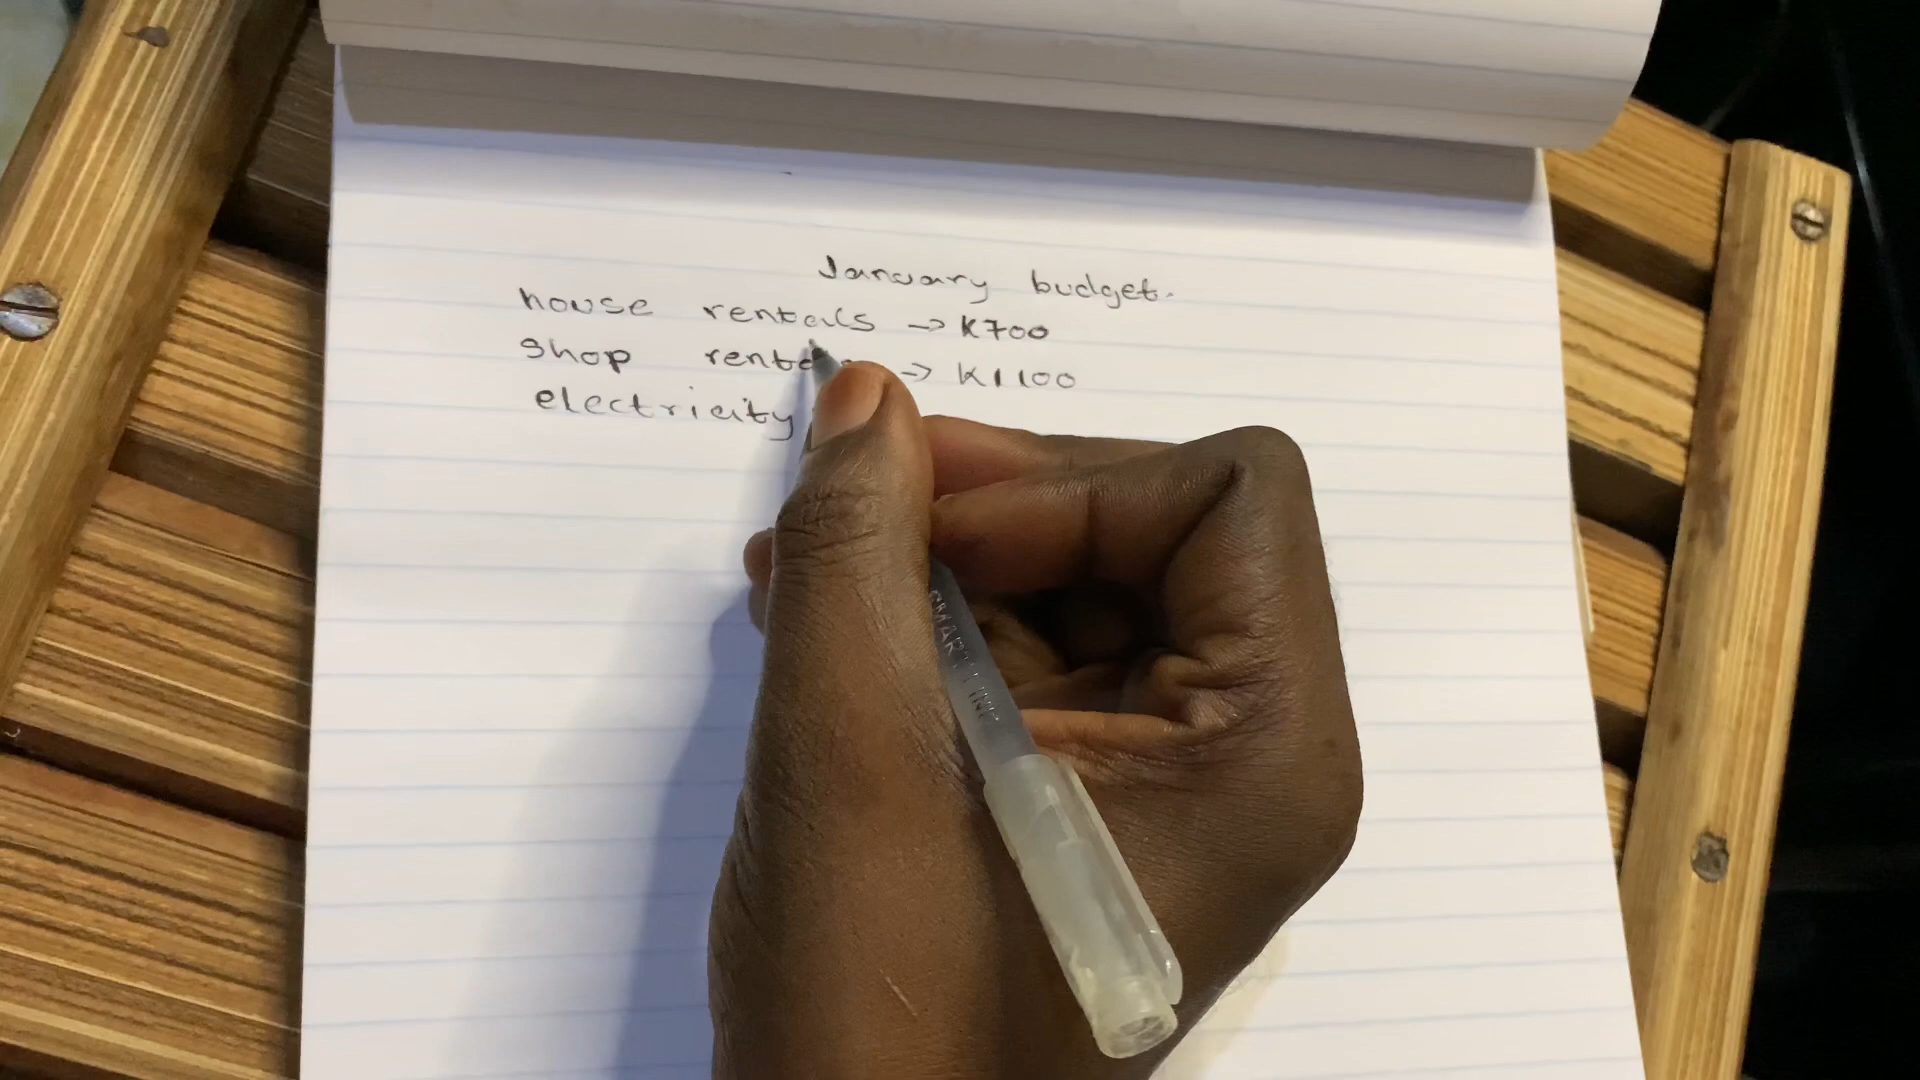 January budget.
house rentals → K700
shop → K1100
electricity